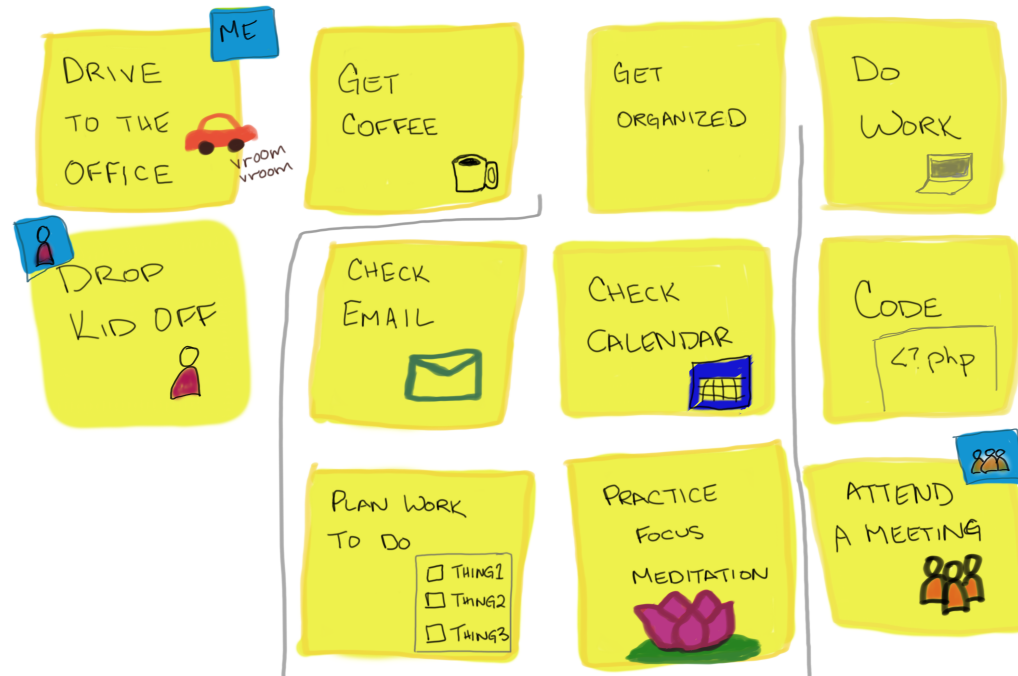 ME
DRIVE
TO THE
OFFICE
vroom
vroom
GET
COFFEE
GET
ORGANIZED
DO
WORK
DROP
KID OFF
CHECK
EMAIL
CHECK
CALENDAR
CODE
<?php
PLAN WORK
TO DO
THING1
THING2
THING3
PRACTICE
FOCUS
MEDITATION
ATTEND
A MEETING